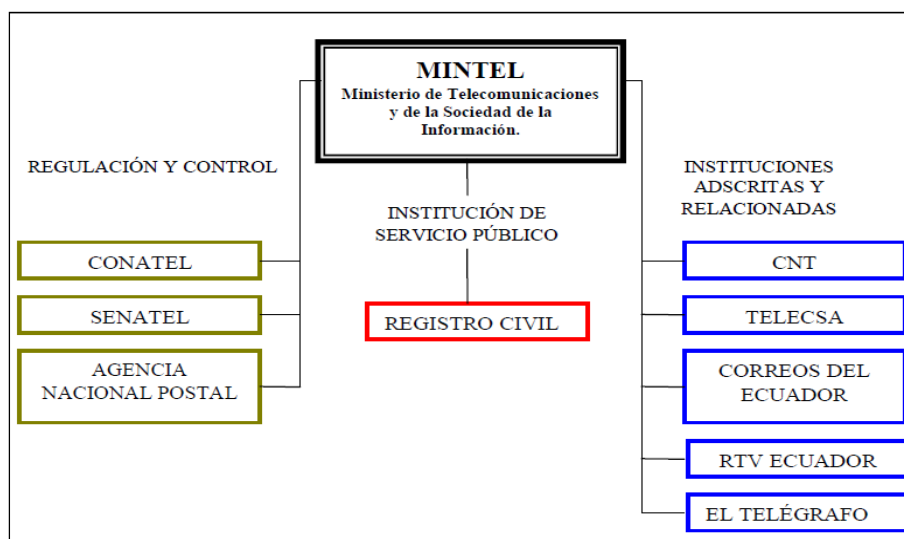 MINTEL
Ministerio de Telecomunicaciones
y de la Sociedad de la
Información.
REGULACIÓN Y CONTROL
CONATEL
SENATEL
AGENCIA
NACIONAL POSTAL
INSTITUCIÓN DE
SERVICIO PÚBLICO
REGISTRO CIVIL
INSTITUCIONES
ADSCRITAS Y
RELACIONADAS
CNT
TELECSA
CORREOS DEL
ECUADOR
RTV ECUADOR
EL TELÉGRAFO